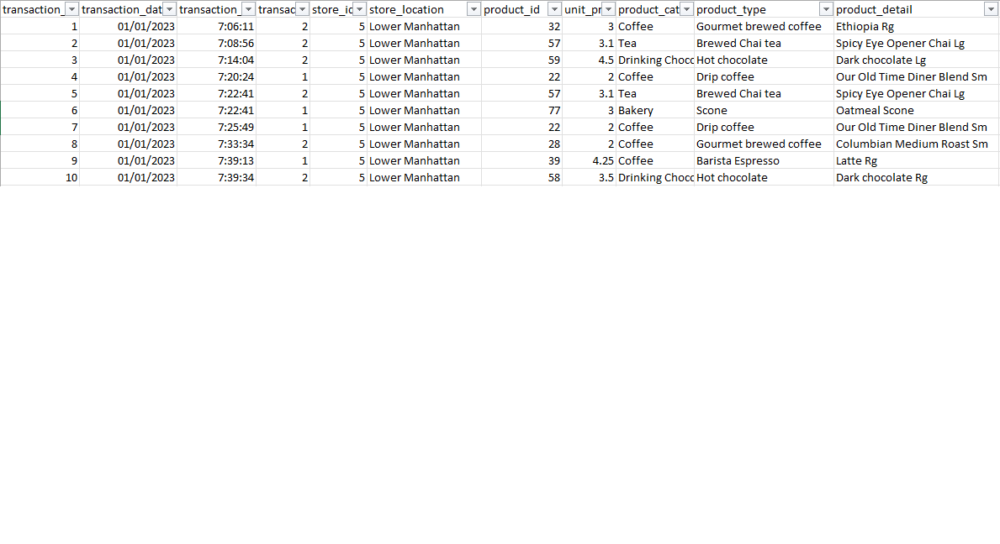 transaction_ transaction_dat transaction_ transac store_ic store_location product_id unit_pr product_cat product_type product_detail
1 01/01/2023 7:06:11 2 5 Lower Manhattan 32 3 Coffee Gourmet brewed coffee Ethiopia Rg
2 01/01/2023 7:08:56 2 5 Lower Manhattan 57 3.1 Tea Brewed Chai tea Spicy Eye Opener Chai Lg
3 01/01/2023 7:14:04 2 5 Lower Manhattan 59 4.5 Drinking Choco Hot chocolate Dark chocolate Lg
4 01/01/2023 7:20:24 1 5 Lower Manhattan 22 2 Coffee Drip coffee Our Old Time Diner Blend Sm
5 01/01/2023 7:22:41 2 5 Lower Manhattan 57 3.1 Tea Brewed Chai tea Spicy Eye Opener Chai Lg
6 01/01/2023 7:22:41 1 5 Lower Manhattan 77 3 Bakery Scone Oatmeal Scone
7 01/01/2023 7:25:49 1 5 Lower Manhattan 22 2 Coffee Drip coffee Our Old Time Diner Blend Sm
8 01/01/2023 7:33:34 2 5 Lower Manhattan 28 2 Coffee Gourmet brewed coffee Columbian Medium Roast Sm
9 01/01/2023 7:39:13 1 5 Lower Manhattan 39 4.25 Coffee Barista Espresso Latte Rg
10 01/01/2023 7:39:34 2 5 Lower Manhattan 58 3.5 Drinking Choco Hot chocolate Dark chocolate Rg